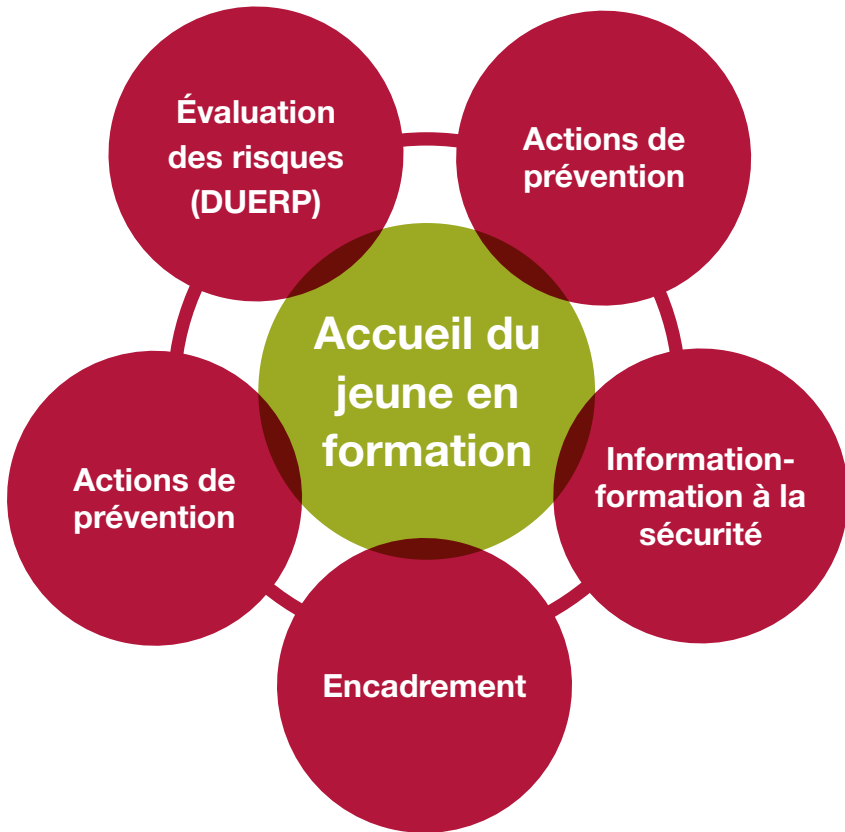 Évaluation
des risques
(DUERP)
Actions de
prévention
Accueil du
jeune en
formation
Information-
formation à la
sécurité
Actions de
prévention
Encadrement